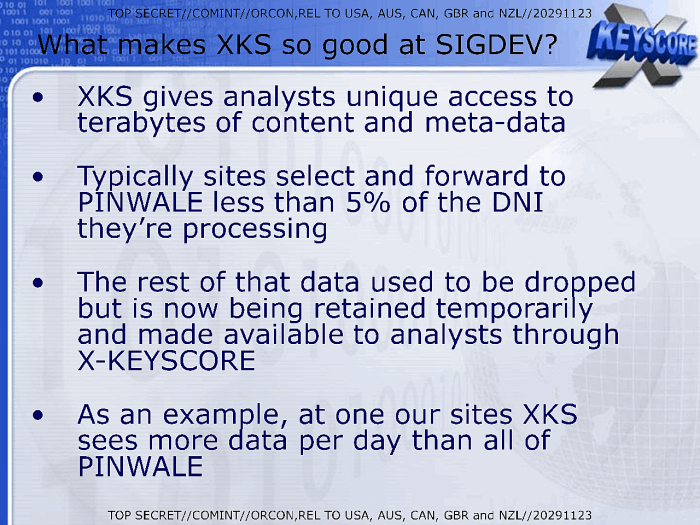 TOP SECRET//COMINT//ORCON,REL TO USA, AUS, CAN, GBR and NZL//20291123
What makes XKS so good at SIGDEV?
X
KEYSCORE
• XKS gives analysts unique access to
terabytes of content and meta-data
• Typically sites select and forward to
PINWALE less than 5% of the DNI
they’re processing
• The rest of that data used to be dropped
but is now being retained temporarily
and made available to analysts through
X-KEYSCORE
• As an example, at one our sites XKS
sees more data per day than all of
PINWALE
TOP SECRET//COMINT//ORCON,REL TO USA, AUS, CAN, GBR and NZL//20291123